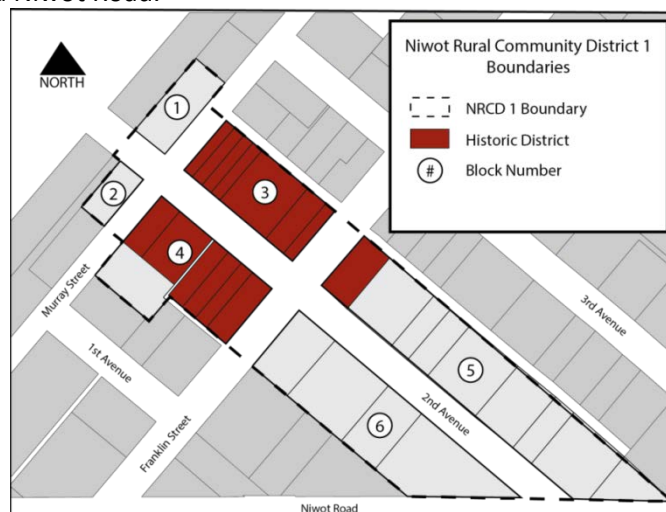 Niwot Road.
NORTH
Niwot Rural Community District 1
Boundaries
NRCD 1 Boundary
Historic District
# Block Number
1
2
3
4
5
6
Murray Street
1st Avenue
Franklin Street
2nd Avenue
3rd Avenue
Niwot Road